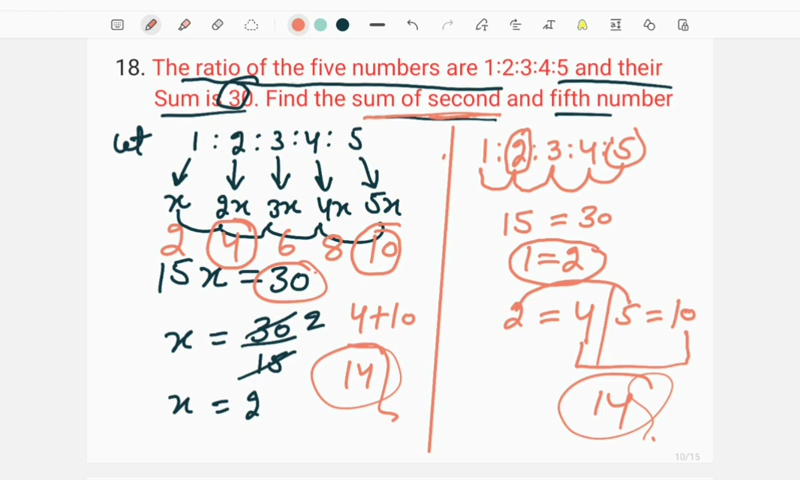 18. The ratio of the five numbers are 1:2:3:4:5 and their
Sum is 30. Find the sum of second and fifth number
Let 1 : 2 : 3 : 4 : 5
x 2x 3x 4x 5x
2 4 6 8 10
15x = 30
x = 30 2
15
x = 2
4+10
14
1 : 2 : 3 : 4 : 5
15 = 30
1 = 2
2 = 4 / 5 = 10
14
10/15